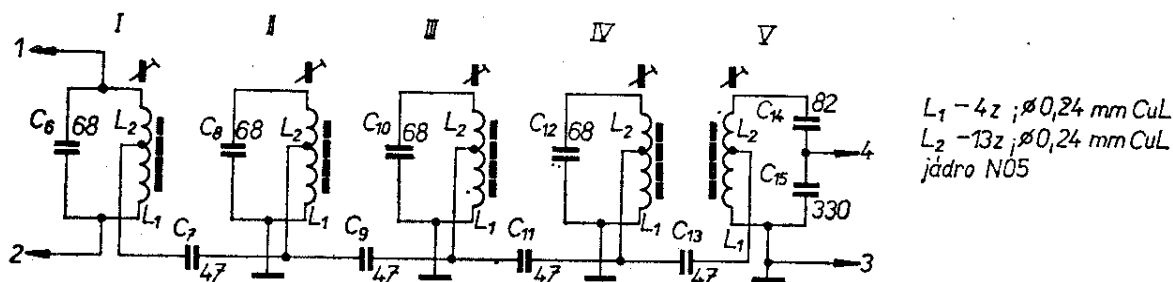 I II III IV V
1
C6 68 L2 L1
C8 68 L2 L1
C10 68 L2 L1
C12 68 L2 L1
L2 L1 C14 82
C15 330
4
2
C7 47
C9 47
C11 47
C13 47
3
L1 – 4z ; ø 0,24 mm CuL
L2 – 13z ; ø 0,24 mm CuL
jádro N05